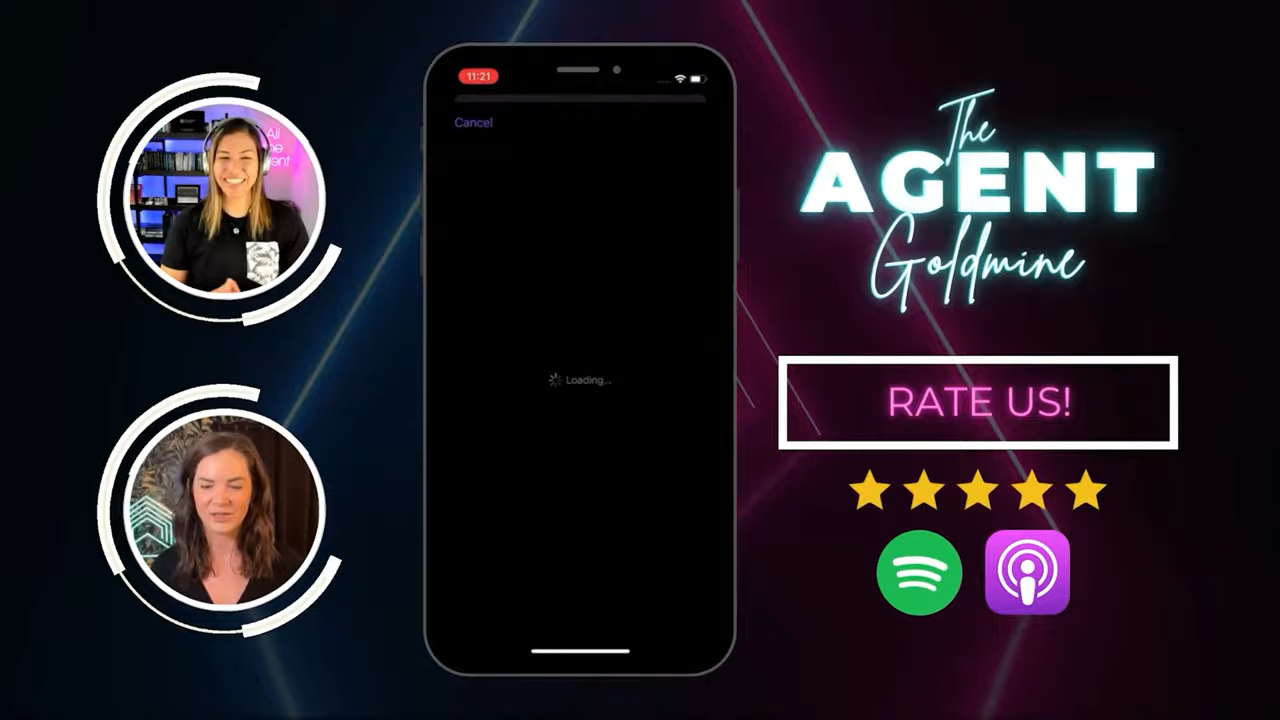 11:21
Cancel
Loading...
The
AGENT
Goldmine
RATE US!